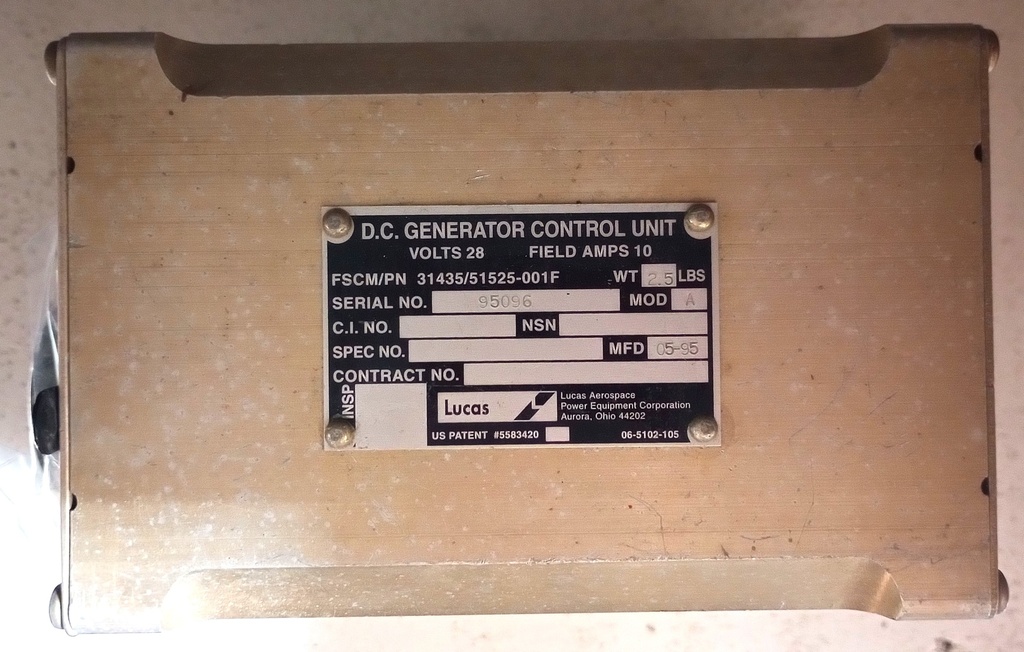 D.C. GENERATOR CONTROL UNIT
VOLTS 28 FIELD AMPS 10
FSCM/PN 31435/51525-001F WT 2.5 LBS
SERIAL NO. 95096 MOD A
C.I. NO. NSN
SPEC NO. MFD 05-95
CONTRACT NO.
INSP
Lucas
Lucas Aerospace
Power Equipment Corporation
Aurora, Ohio 44202
US PATENT #5583420 06-5102-105